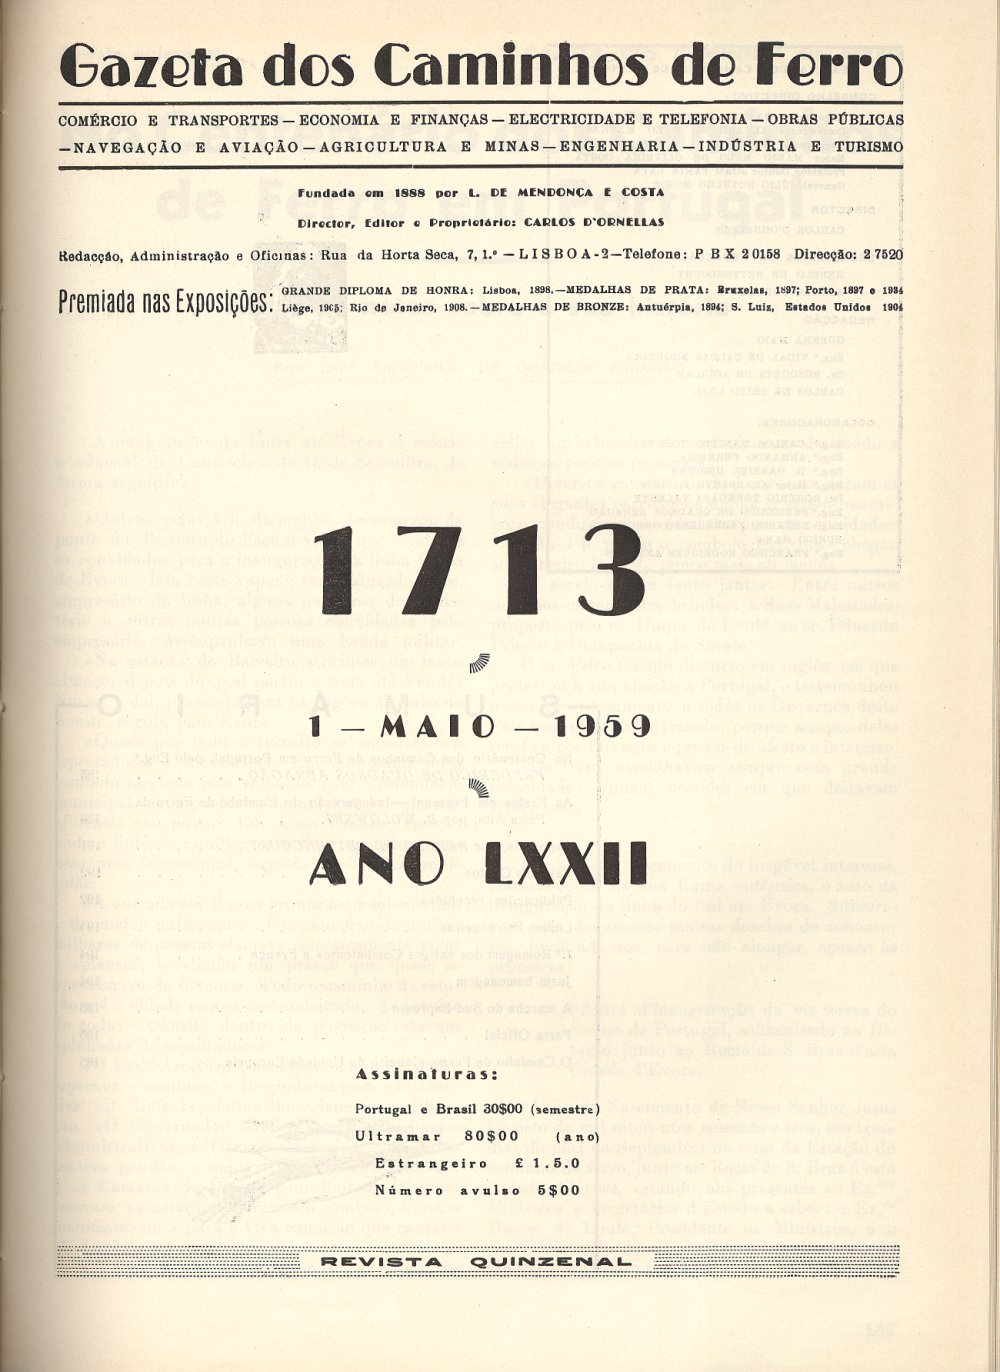 Gazeta dos Caminhos de Ferro
COMÉRCIO E TRANSPORTES — ECONOMIA E FINANÇAS — ELECTRICIDADE E TELEFONIA — OBRAS PÚBLICAS
— NAVEGAÇÃO E AVIAÇÃO — AGRICULTURA E MINAS — ENGENHARIA — INDÚSTRIA E TURISMO
Fundada em 1888 por L. DE MENDONÇA E COSTA
Director, Editor e Proprietário: CARLOS D'ORNELLAS
Redacção, Administração e Oficinas: Rua da Horta Seca, 7, 1.º — LISBOA-2 — Telefone: P B X 20158 Direcção: 27520
Premiada nas Exposições: GRANDE DIPLOMA DE HONRA: Lisboa, 1898. — MEDALHAS DE PRATA: Bruxelas, 1897; Porto, 1897 e 1934
Liège, 1905; Rio de Janeiro, 1908. — MEDALHAS DE BRONZE: Antuérpia, 1894; S. Luiz, Estados Unidos 1904
1713
1 — MAIO — 1959
ANO LXXII
Assinaturas:
Portugal e Brasil 30$00 (semestre)
Ultramar 80$00 (ano)
Estrangeiro £ 1.5.0
Número avulso 5$00
REVISTA QUINZENAL